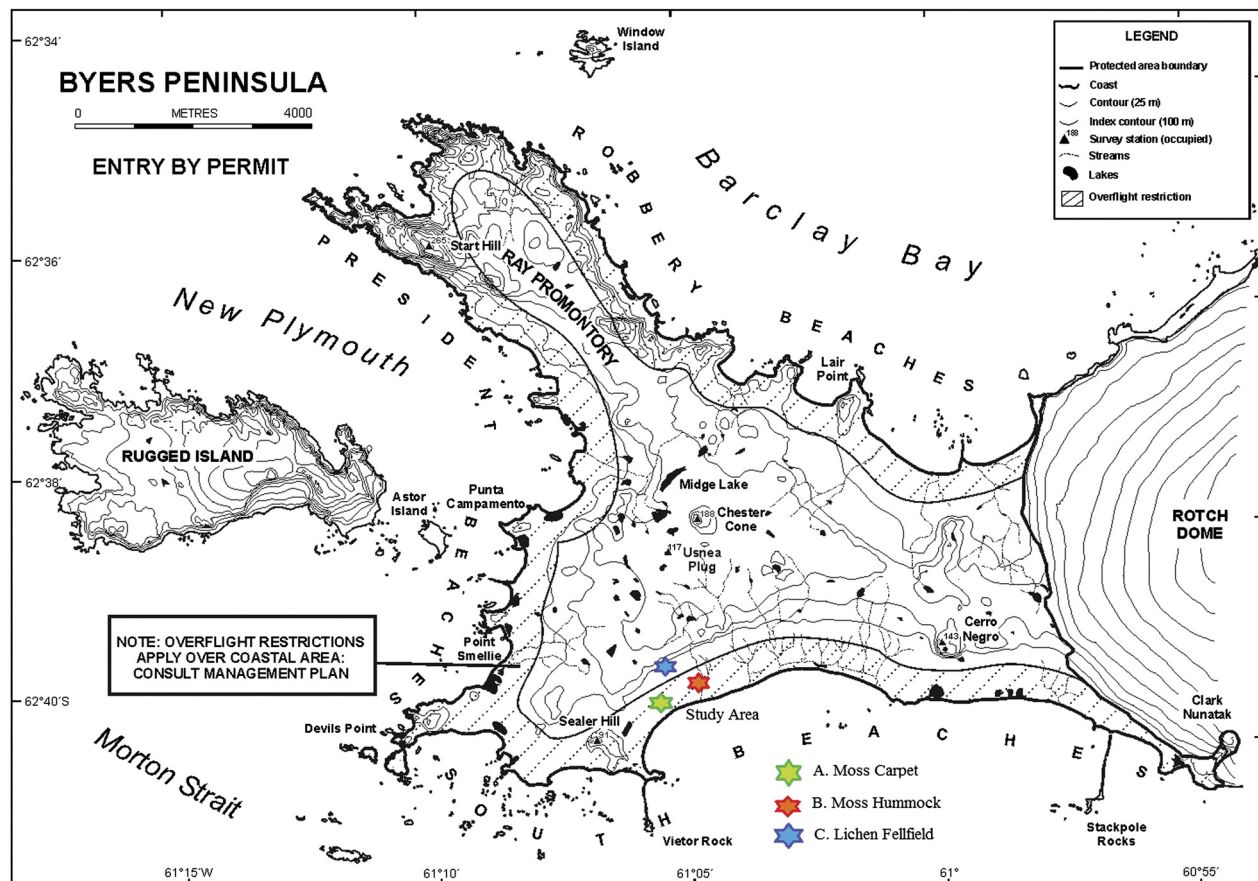 62°34′
BYERS PENINSULA
0 METRES 4000
ENTRY BY PERMIT
Window
Island
LEGEND
Protected area boundary
Coast
Contour (25 m)
Index contour (100 m)
188 Survey station (occupied)
Streams
Lakes
Overflight restriction
Barclay Bay
ROBBERY BEACHES
62°36′
265 Start Hill
RAY PROMONTORY
PRESIDENT BEACHES
New Plymouth
Lair
Point
RUGGED ISLAND
62°38′
Astor
Island
Punta
Campamento
Midge Lake
188 Chester
Cone
117 Usnea
Plug
ROTCH
DOME
NOTE: OVERFLIGHT RESTRICTIONS
APPLY OVER COASTAL AREA:
CONSULT MANAGEMENT PLAN
Point
Smellie
Cerro
Negro
143
62°40′S
Devils Point
Sealer Hill
Study Area
Clark
Nunatak
Morton Strait
SOUTH BEACHES
A. Moss Carpet
B. Moss Hummock
C. Lichen Fellfield
Vietor Rock
Stackpole
Rocks
61°15′W
61°10′
61°05′
61°
60°55′